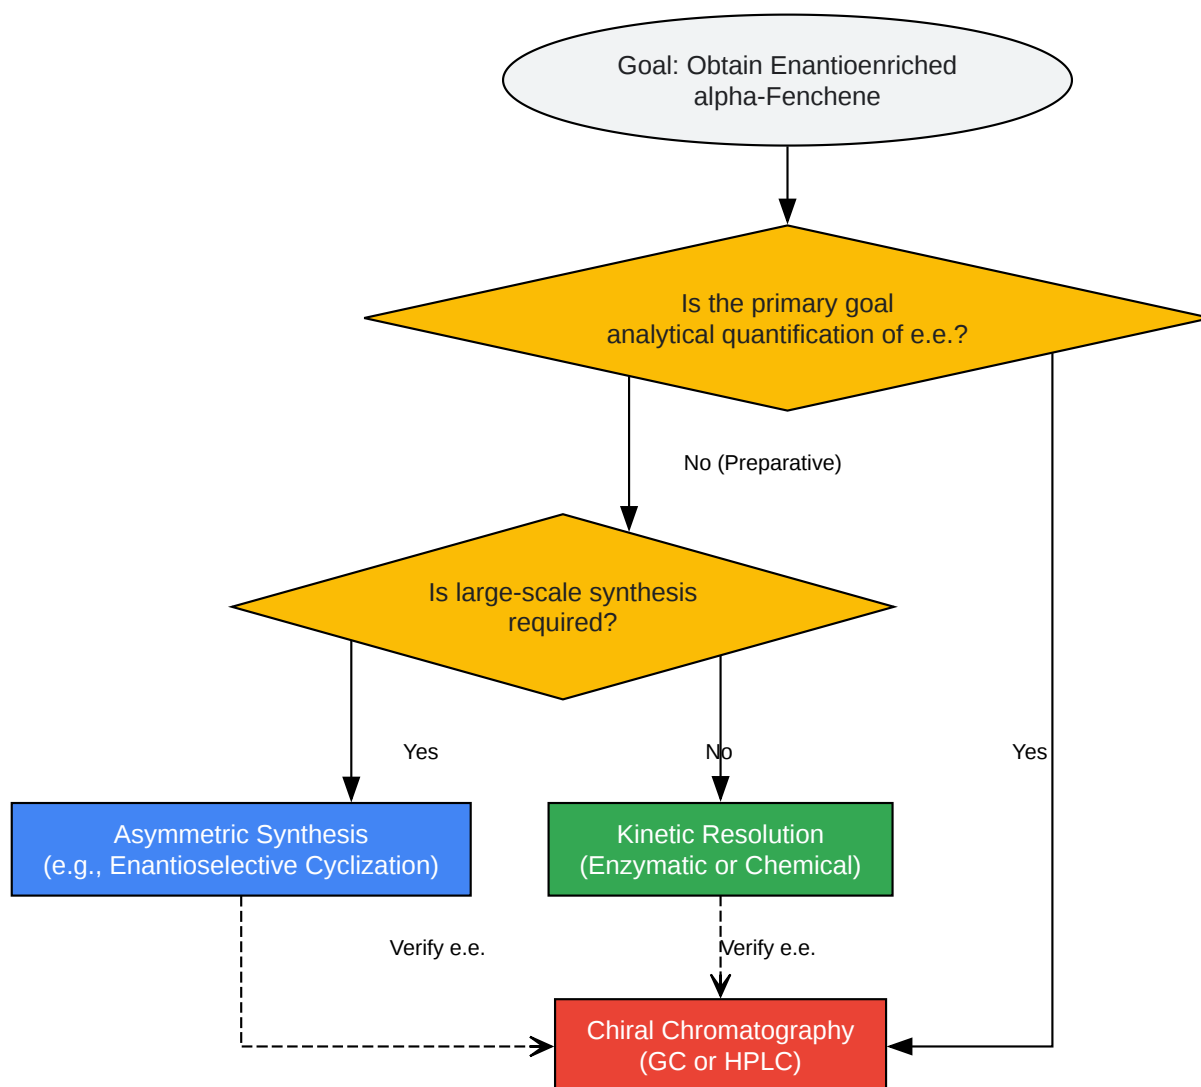 Goal: Obtain Enantioenriched
alpha-Fenchene
Is the primary goal
analytical quantification of e.e.?
No (Preparative)
Is large-scale synthesis
required?
Yes
No
Yes
Asymmetric Synthesis
(e.g., Enantioselective Cyclization)
Kinetic Resolution
(Enzymatic or Chemical)
Verify e.e.
Verify e.e.
Chiral Chromatography
(GC or HPLC)